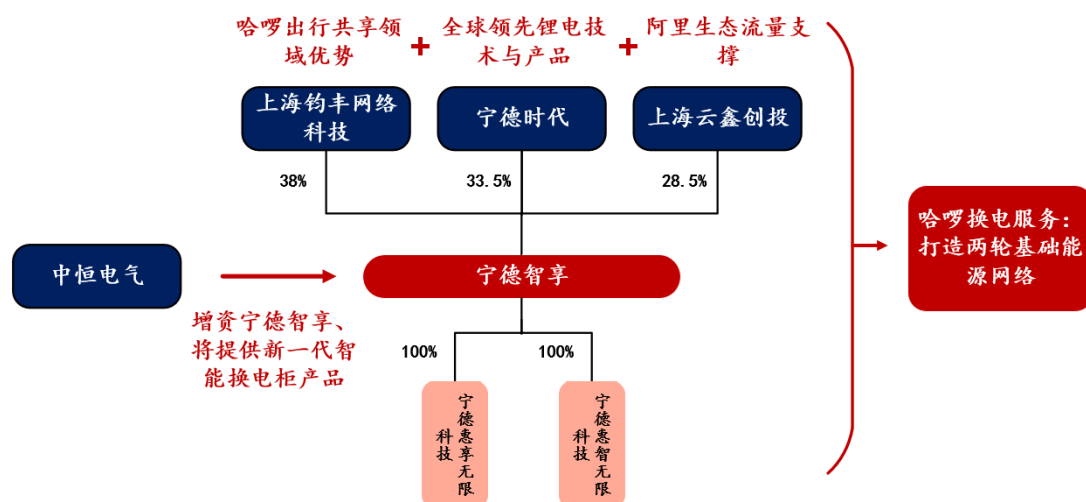 哈啰出行共享领
域优势
+
全球领先锂电技
术与产品
+
阿里生态流量支
撑
上海钧丰网络
科技
宁德时代
上海云鑫创投
38%
33.5%
28.5%
哈啰换电服务:
打造两轮基础能
源网络
中恒电气
宁德智享
增资宁德智享、
将提供新一代智
能换电柜产品
100%
100%
宁德惠享无限
科技
宁德惠智无限
科技